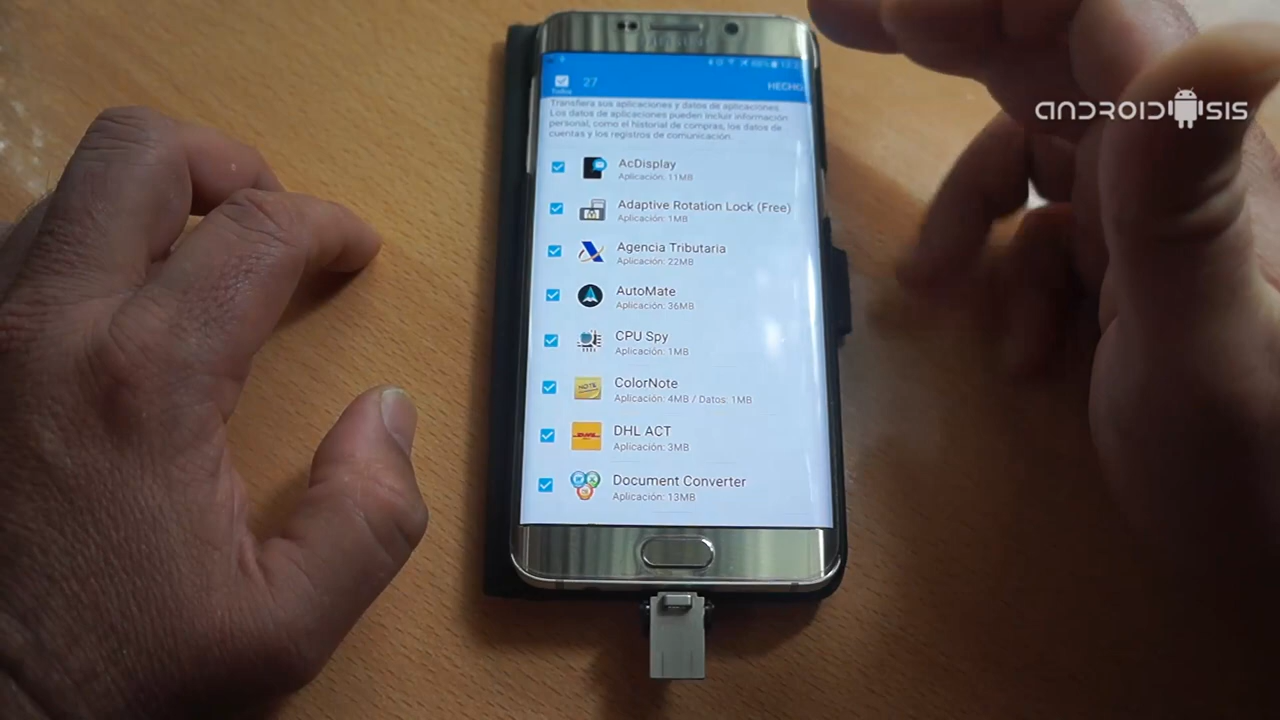 27
HECHO
Todos
Transfiera sus aplicaciones y datos de aplicaciones.
Los datos de aplicaciones pueden incluir información
personal, como el historial de compras, los datos de
cuentas y los registros de comunicación.
AcDisplay
Aplicación: 11MB
Adaptive Rotation Lock (Free)
Aplicación: 1MB
Agencia Tributaria
Aplicación: 22MB
AutoMate
Aplicación: 36MB
CPU Spy
Aplicación: 1MB
NOTE
ColorNote
Aplicación: 4MB / Datos: 1MB
DHL ACT
Aplicación: 3MB
Document Converter
Aplicación: 13MB
ANDROIDSIS